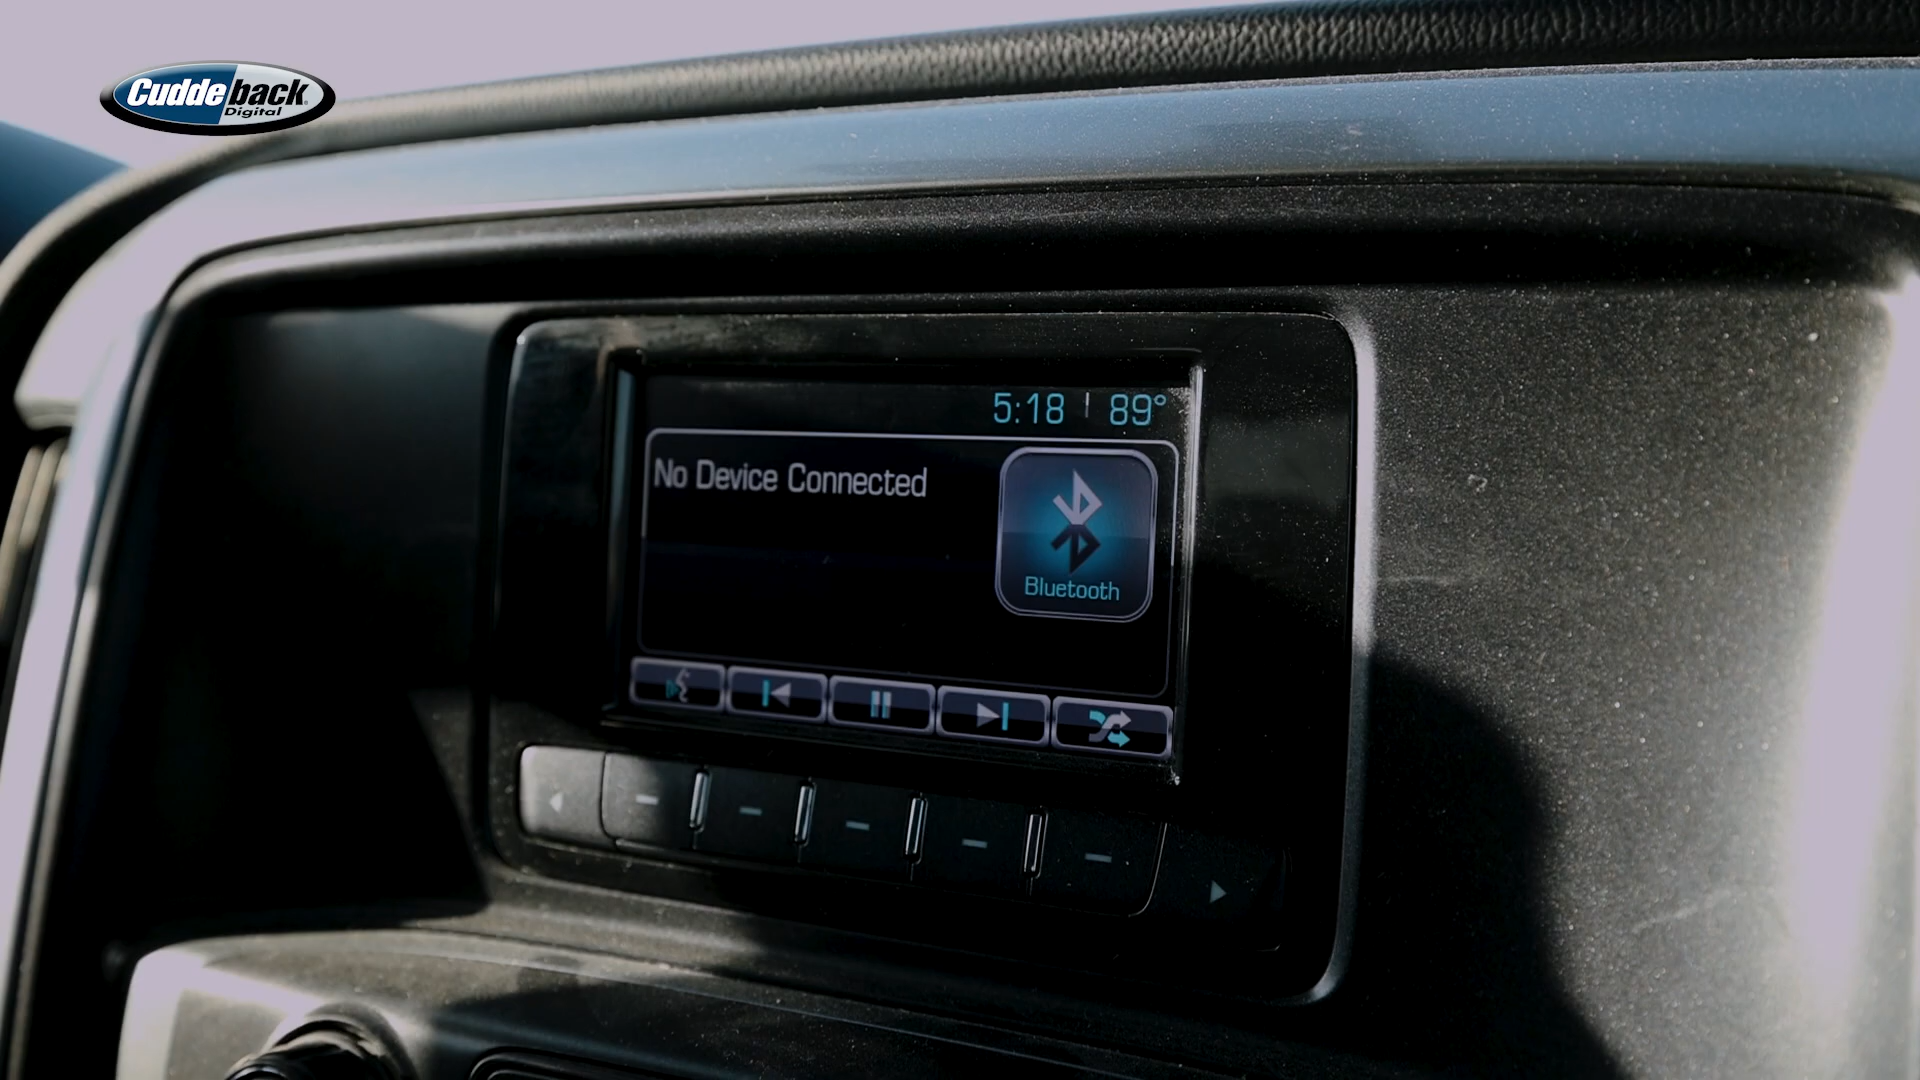 Cuddeback
Digital
5:18 | 89°
No Device Connected
Bluetooth